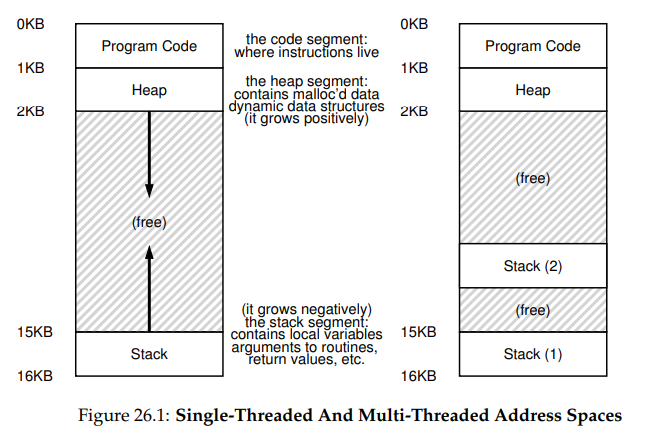 0KB
Program Code
the code segment:
where instructions live
1KB
Heap
the heap segment:
contains malloc'd data
dynamic data structures
(it grows positively)
2KB
(free)
(it grows negatively)
the stack segment:
contains local variables
arguments to routines,
return values, etc.
15KB
Stack
16KB
0KB
Program Code
1KB
Heap
2KB
(free)
Stack (2)
(free)
15KB
Stack (1)
16KB
Figure 26.1: Single-Threaded And Multi-Threaded Address Spaces